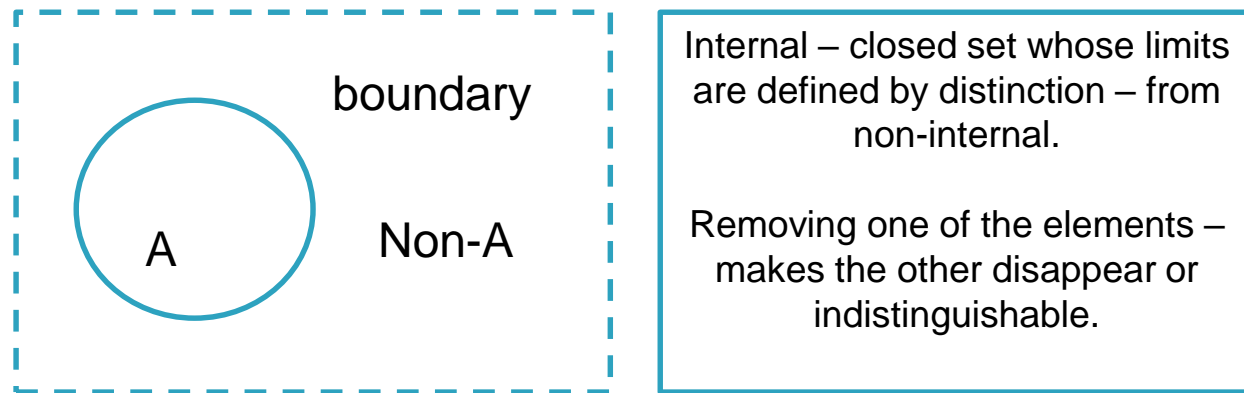 boundary
A
Non-A
Internal – closed set whose limits
are defined by distinction – from
non-internal.
Removing one of the elements –
makes the other disappear or
indistinguishable.